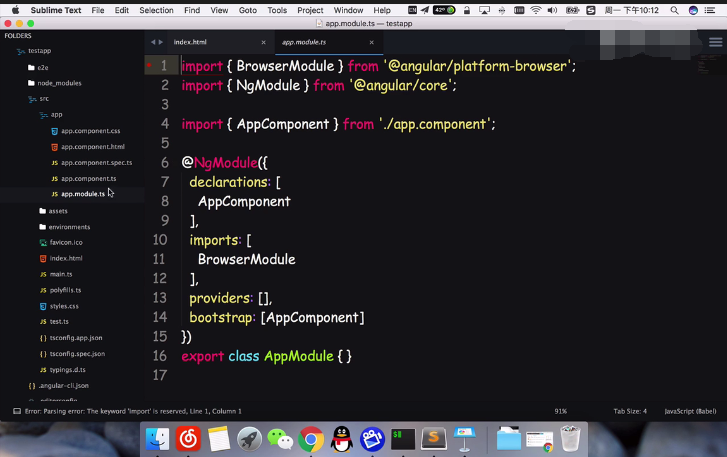 Sublime Text File Edit Selection Find View Goto Tools Project Window Help 42° 周一下午10:12
app.module.ts — testapp
FOLDERS
testapp
e2e
node_modules
src
app
app.component.css
app.component.html
app.component.spec.ts
app.component.ts
app.module.ts
assets
environments
favicon.ico
index.html
main.ts
polyfills.ts
styles.css
test.ts
tsconfig.app.json
tsconfig.spec.json
typings.d.ts
.angular-cli.json
.editorconfig
index.html × app.module.ts ×
1 import { BrowserModule } from '@angular/platform-browser';
2 import { NgModule } from '@angular/core';
3
4 import { AppComponent } from './app.component';
5
6 @NgModule({
7 declarations: [
8 AppComponent
9 ],
10 imports: [
11 BrowserModule
12 ],
13 providers: [],
14 bootstrap: [AppComponent]
15 })
16 export class AppModule { }
17
Error: Parsing error: The keyword 'import' is reserved, Line 1, Column 1 91% Tab Size: 4 JavaScript (Babel)